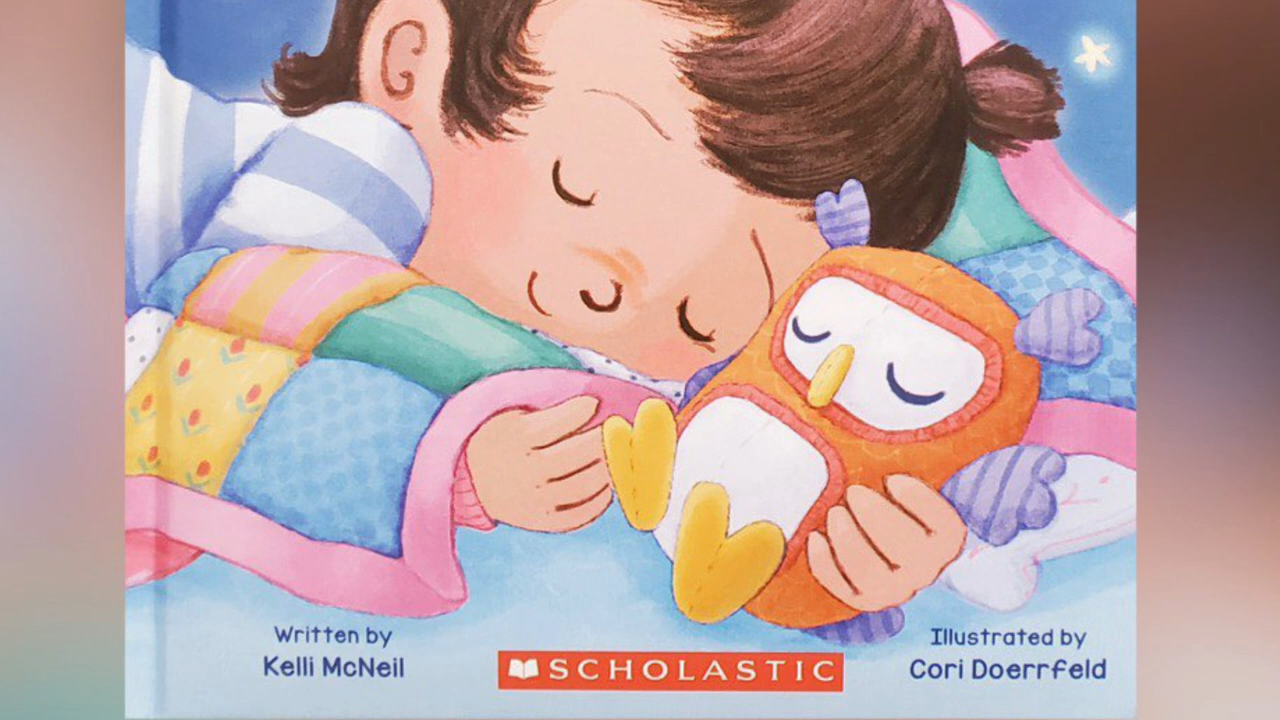 Written by
Kelli McNeil
SCHOLASTIC
Illustrated by
Cori Doerrfeld